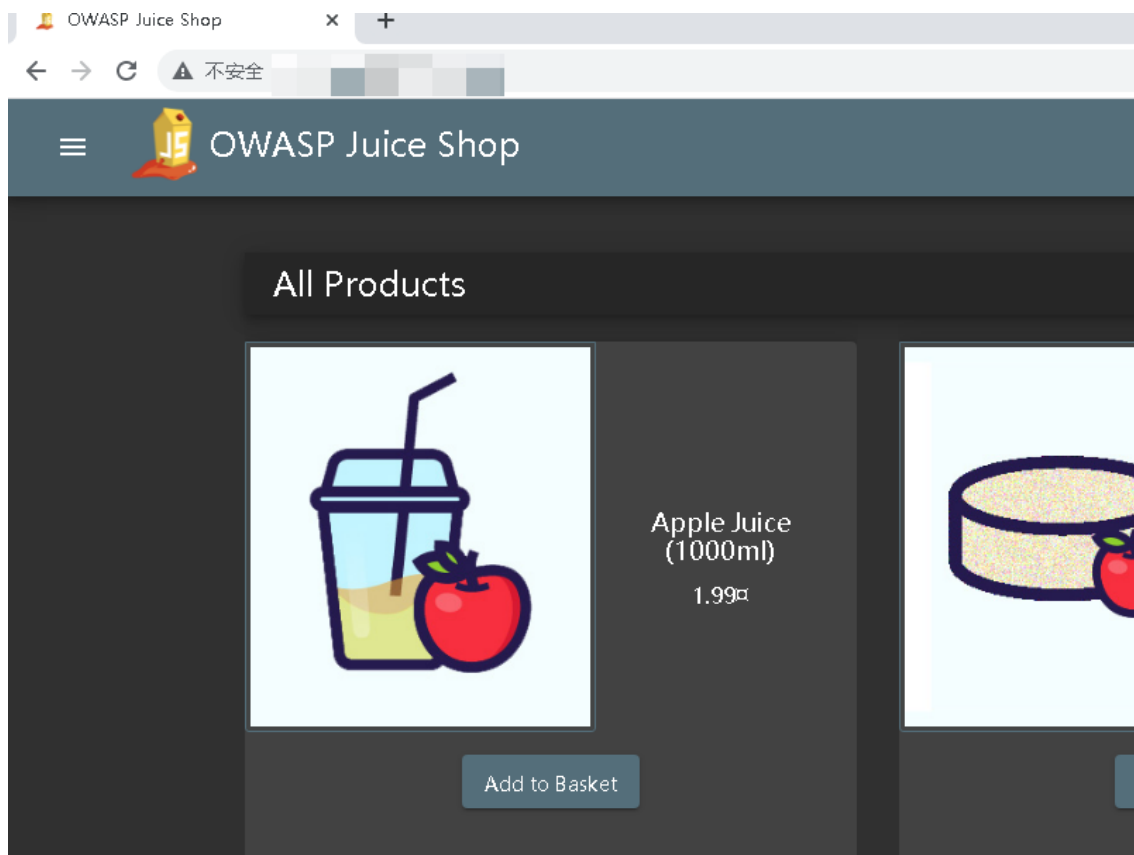 OWASP Juice Shop
不安全
JS
OWASP Juice Shop
All Products
Apple Juice
(1000ml)
1.99¤
Add to Basket